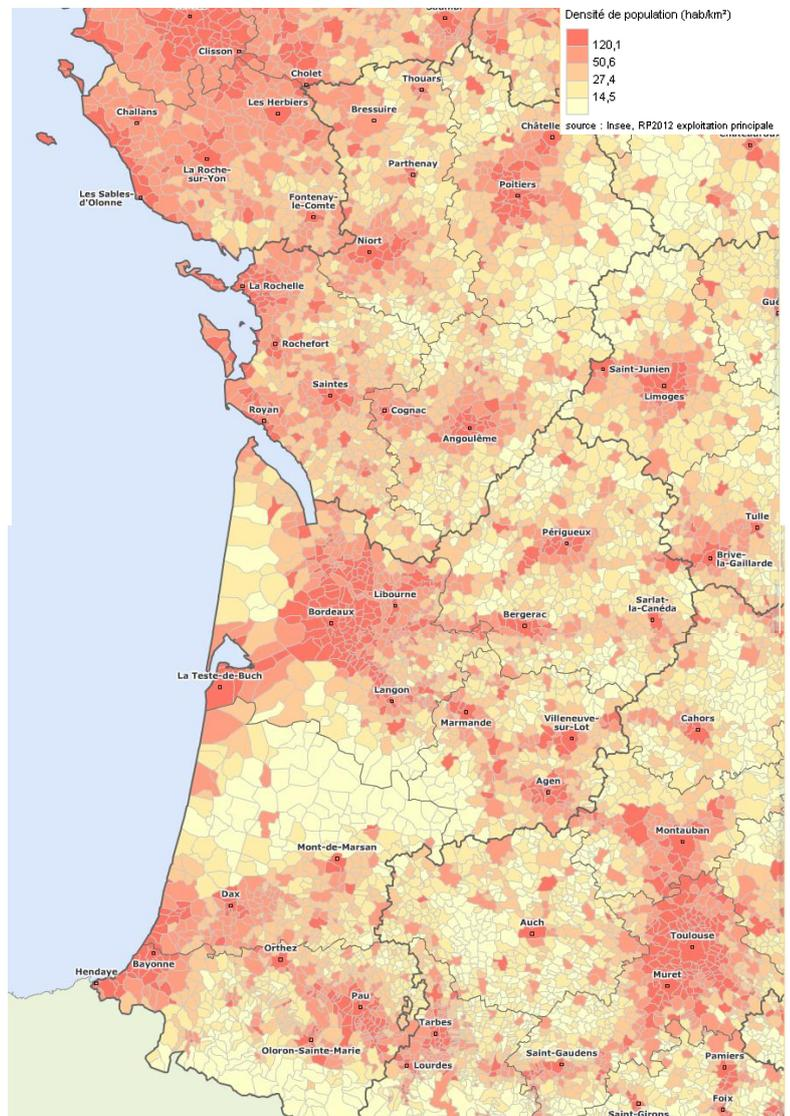 Densité de population (hab/km²)
120,1
50,6
27,4
14,5
source : Insee, RP2012 exploitation principale
Clisson
Cholet
Thouars
Challans
Les Herbiers
Bressuire
Châtelle
La Roche-
sur-Yon
Parthenay
Poitiers
Les Sables-
d'Olonne
Fontenay-
le-Comte
Niort
La Rochelle
Gué
Rochefort
Saint-Junien
Saintes
Limoges
Royan
Cognac
Angoulême
Tulle
Périgueux
Brive-
la-Gaillarde
Libourne
Sarlat-
la-Canéda
Bordeaux
Bergerac
La Teste-de-Buch
Langon
Marmande
Villeneuve-
sur-Lot
Cahors
Agen
Montauban
Mont-de-Marsan
Dax
Auch
Toulouse
Orthez
Bayonne
Hendaye
Muret
Pau
Tarbes
Oloron-Sainte-Marie
Saint-Gaudens
Pamiers
Lourdes
Foix
Saint-Girons